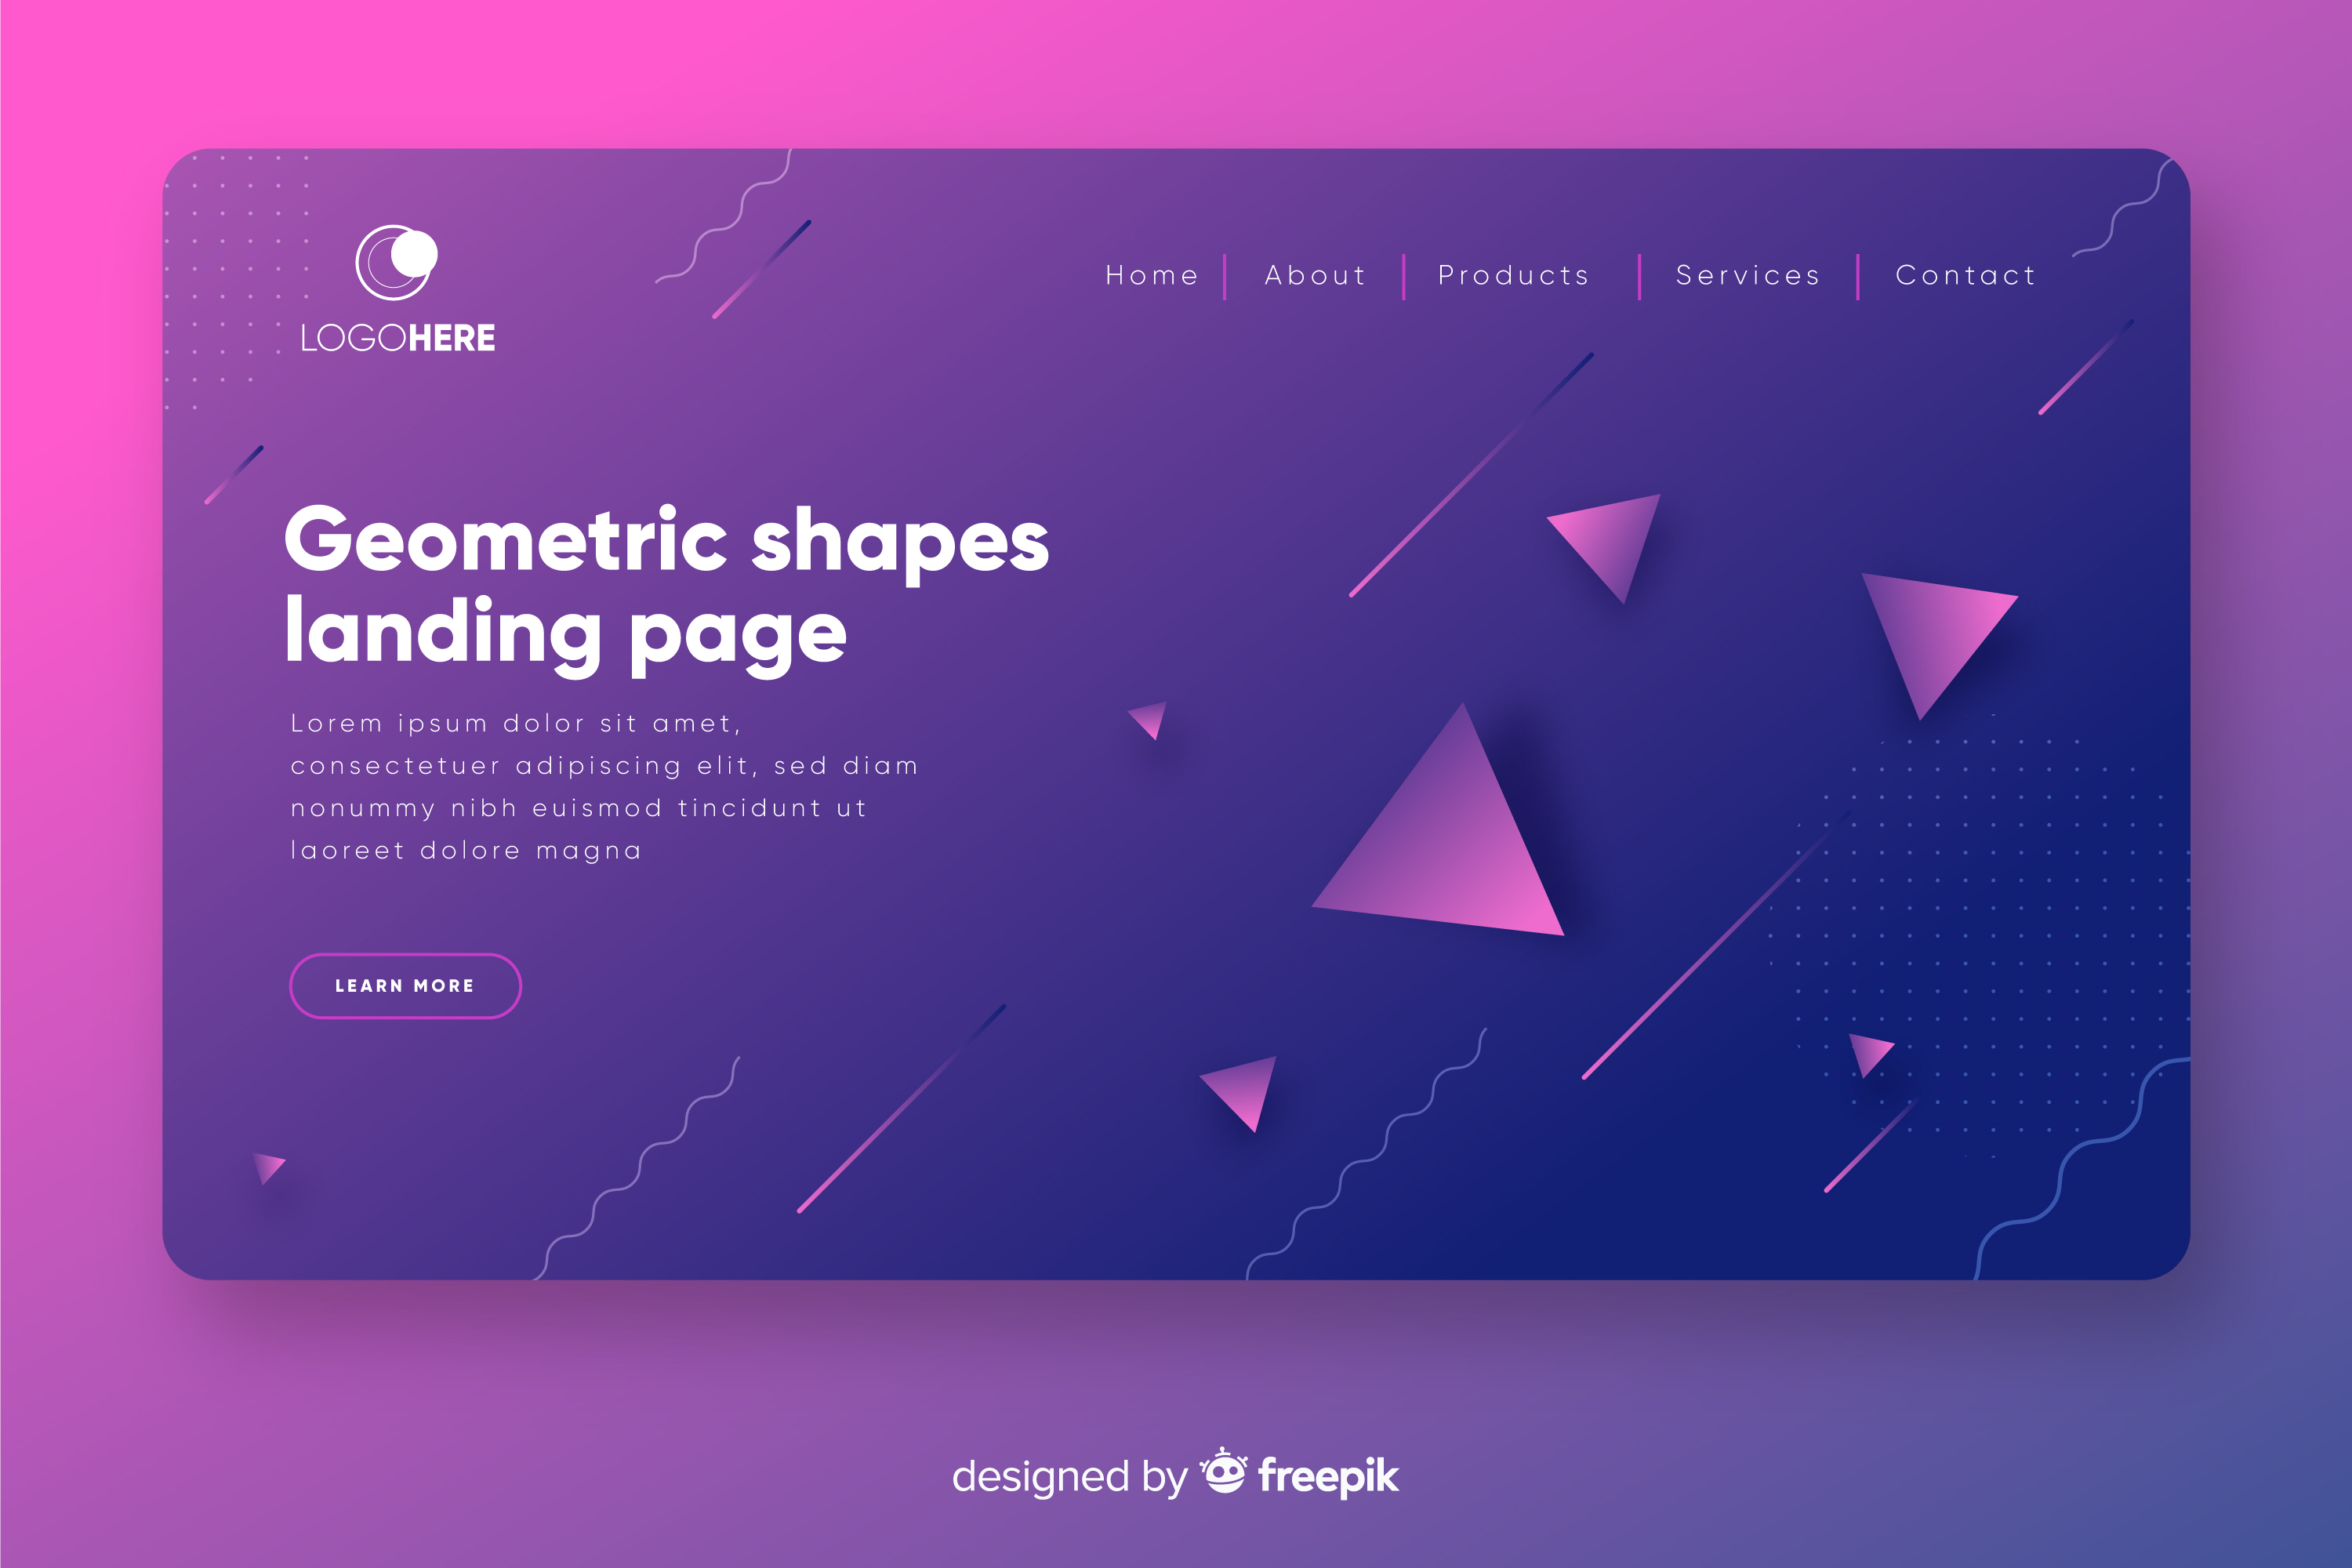 LOGOHERE
Home About Products Services Contact
Geometric shapes
landing page
Lorem ipsum dolor sit amet,
consectetuer adipiscing elit, sed diam
nonummy nibh euismod tincidunt ut
laoreet dolore magna
LEARN MORE
designed by freepik